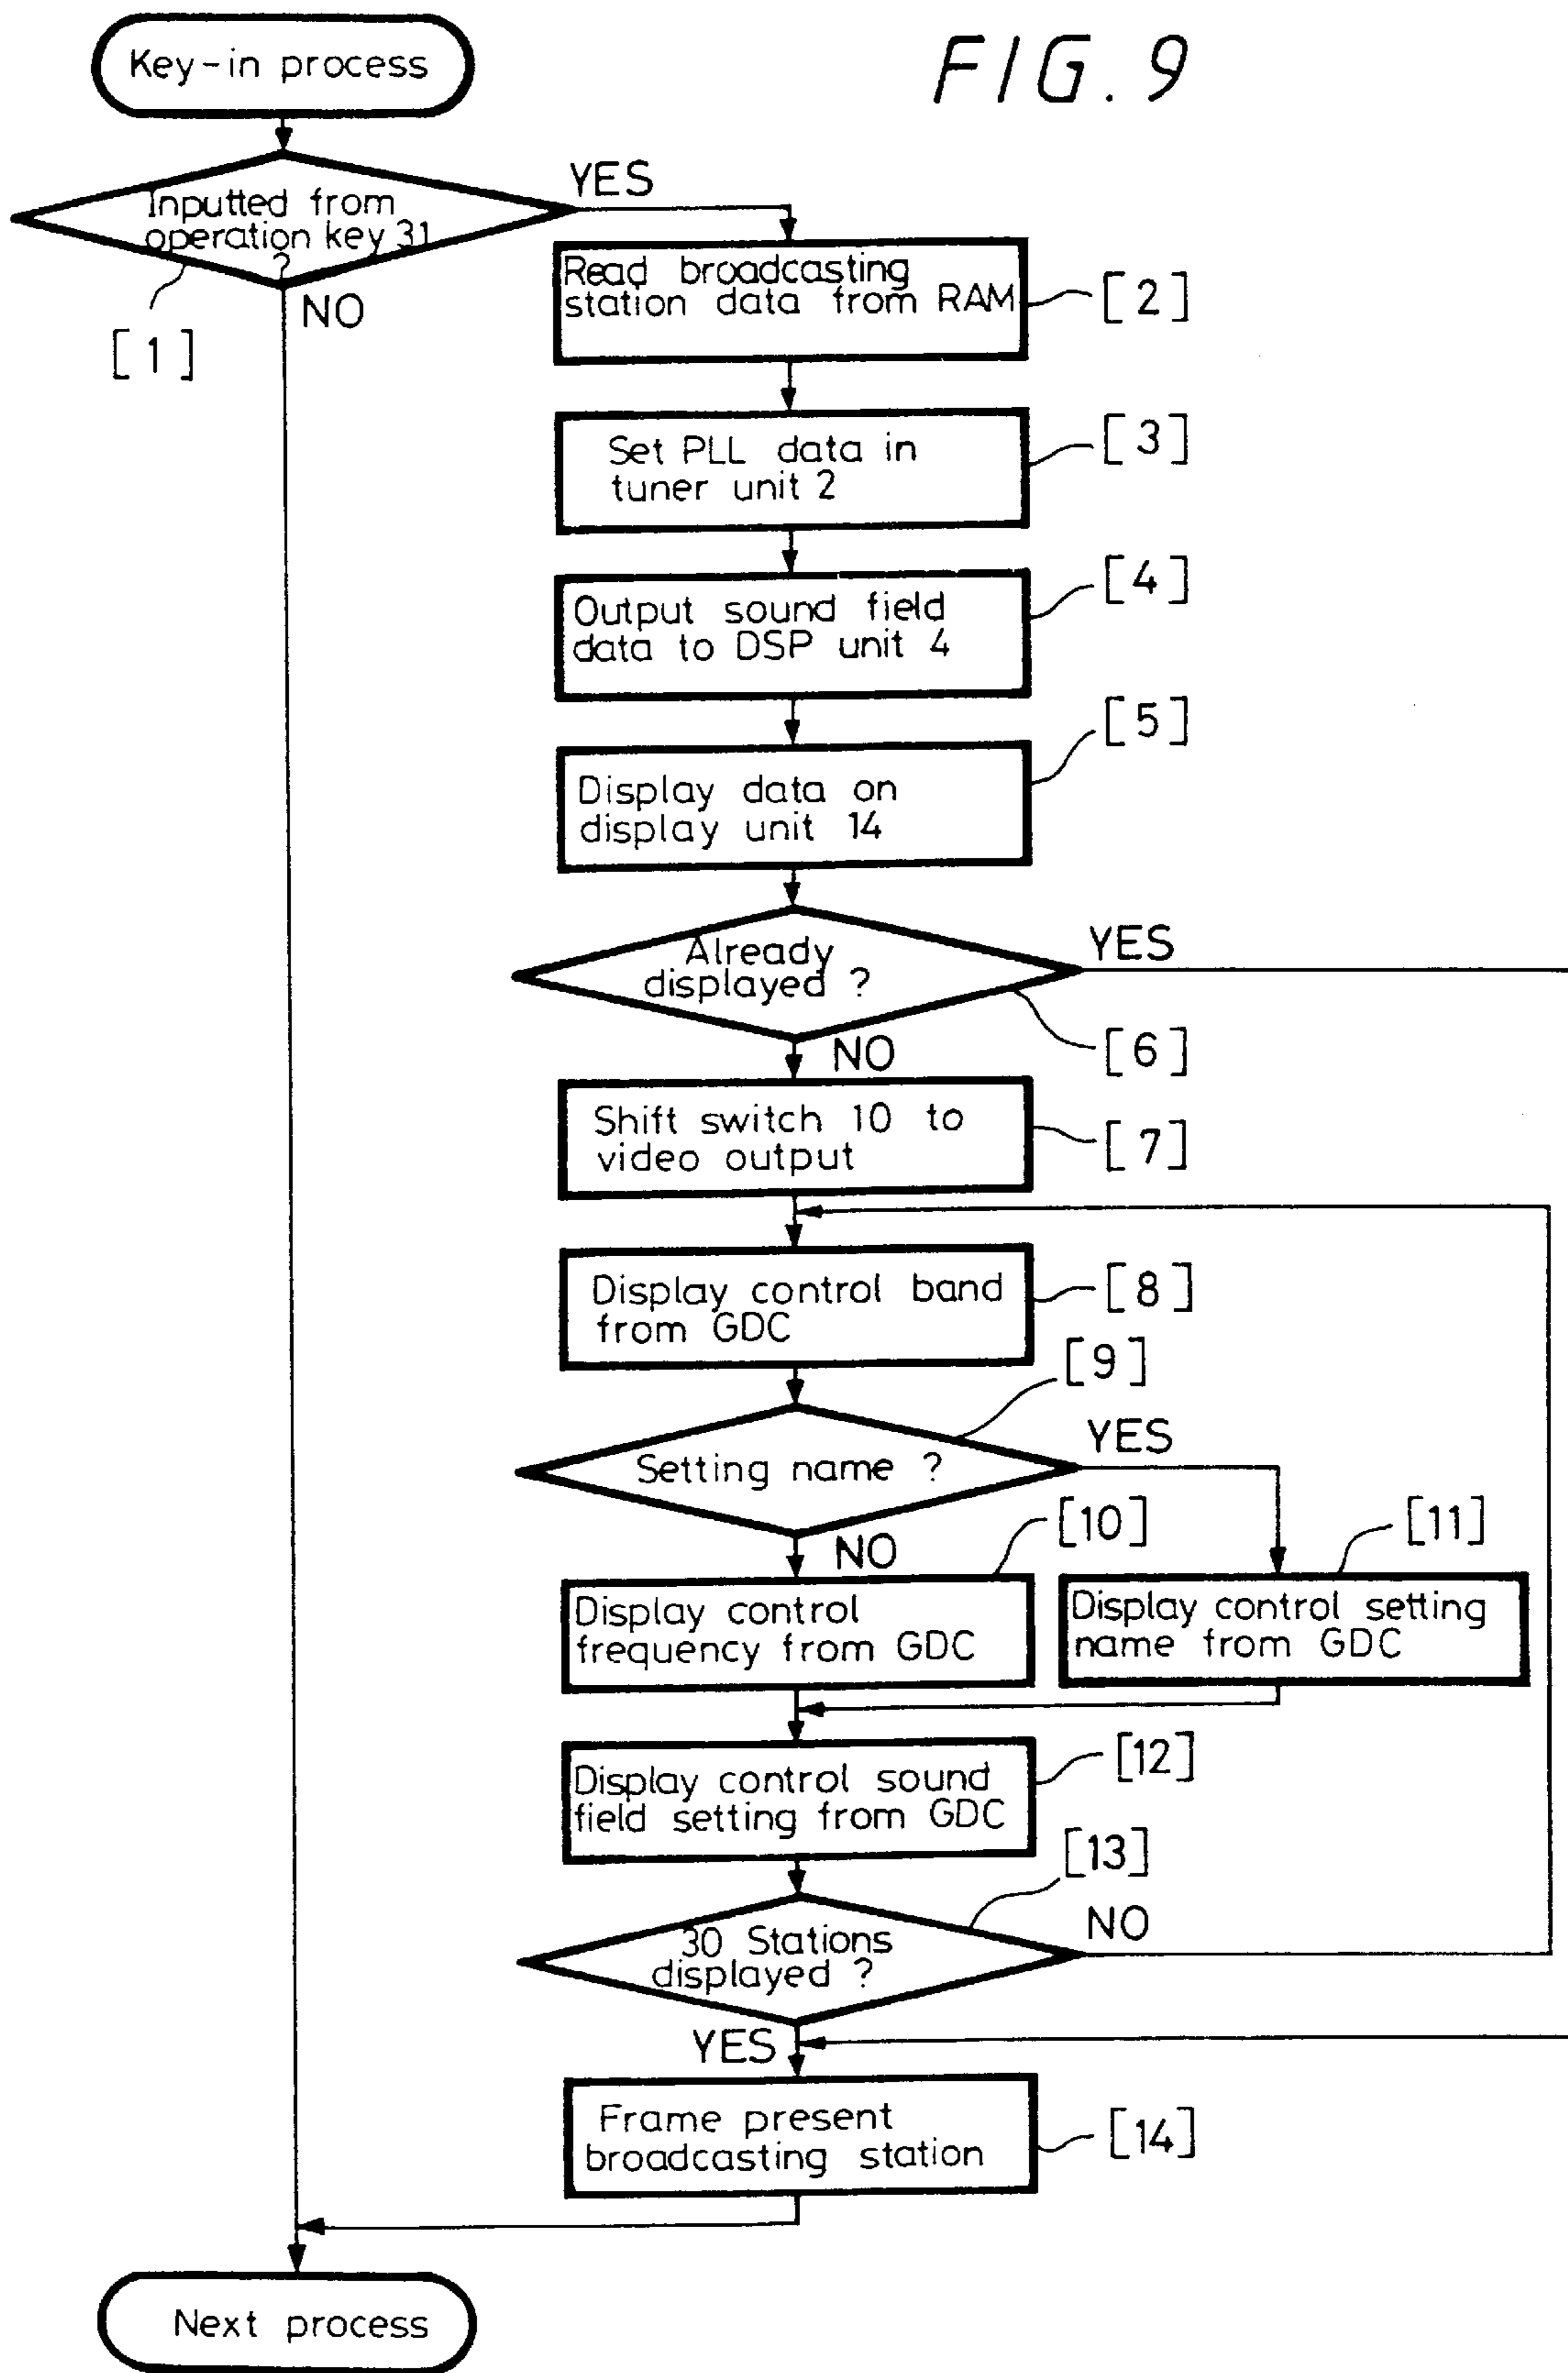 FIG. 9
Key-in process
Inputted from
operation key 31
?
YES
NO
[1]
Read broadcasting
station data from RAM
[2]
Set PLL data in
tuner unit 2
[3]
Output sound field
data to DSP unit 4
[4]
Display data on
display unit 14
[5]
Already
displayed ?
YES
NO
[6]
Shift switch 10 to
video output
[7]
Display control band
from GDC
[8]
Setting name ?
[9]
YES
NO
Display control
frequency from GDC
[10]
Display control setting
name from GDC
[11]
Display control sound
field setting from GDC
[12]
30 Stations
displayed ?
[13]
NO
YES
Frame present
broadcasting station
[14]
Next process